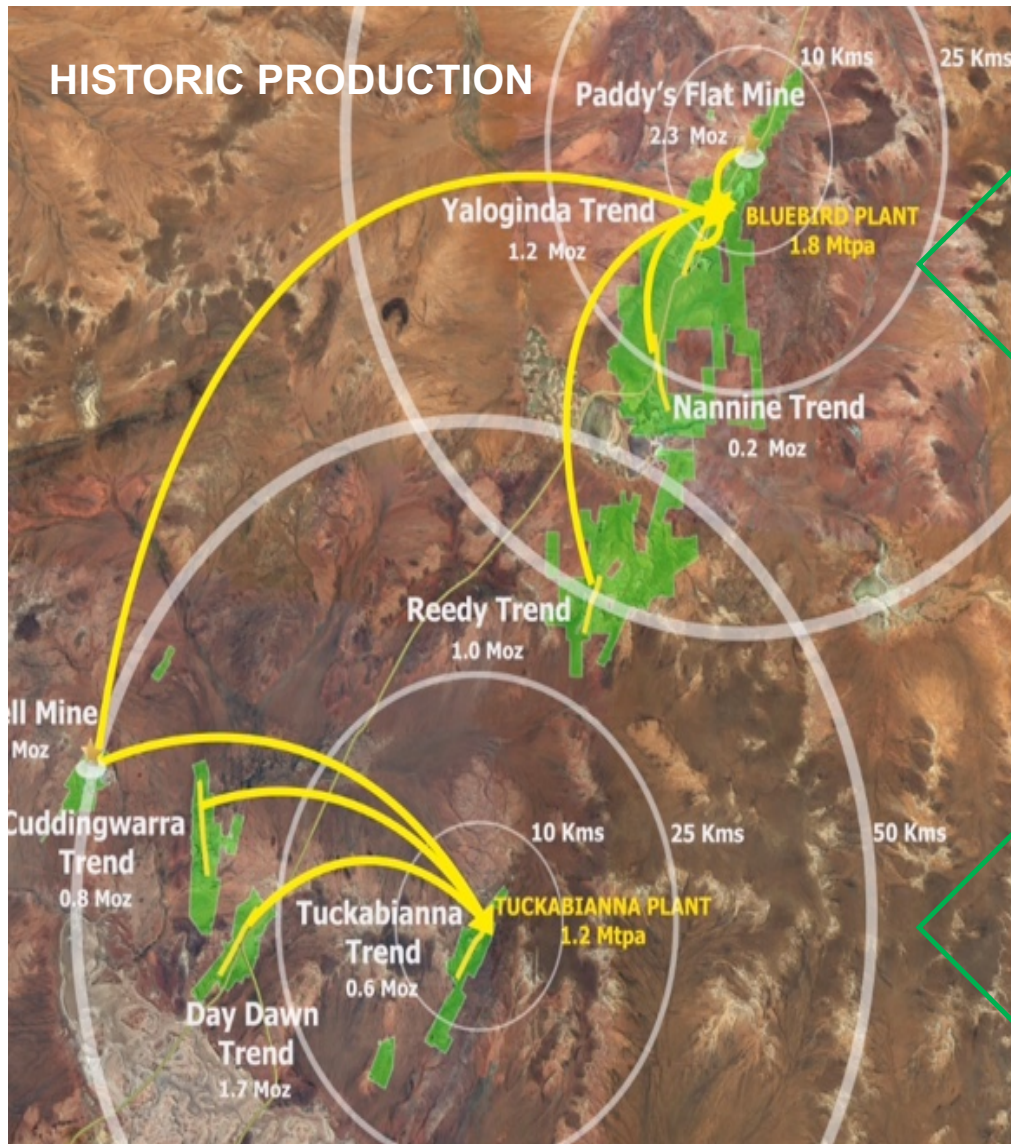 HISTORIC PRODUCTION
10 Kms
25 Kms
Paddy's Flat Mine
2.3 Moz
Yaloginda Trend
1.2 Moz
BLUEBIRD PLANT
1.8 Mtpa
Nannine Trend
0.2 Moz
Reedy Trend
1.0 Moz
Mine
Moz
Cuddingwarra
Trend
0.8 Moz
10 Kms
25 Kms
50 Kms
Tuckabianna
Trend
0.6 Moz
TUCKABIANNA PLANT
1.2 Mtpa
Day Dawn
Trend
1.7 Moz